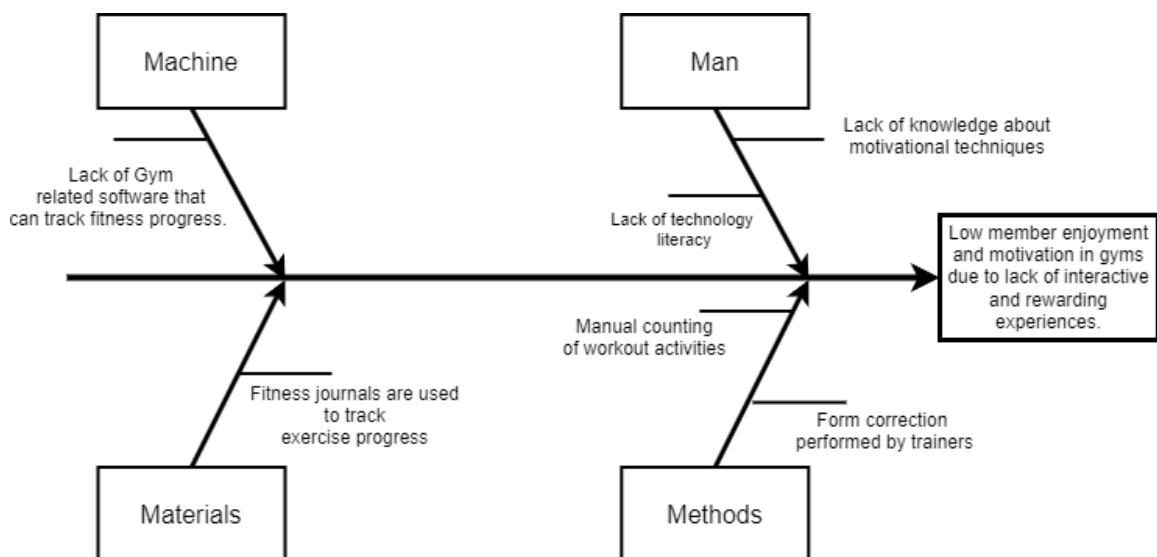 Machine
Man
Lack of Gym
related software that
can track fitness progress.
Lack of knowledge about
motivational techniques
Lack of technology
literacy
Low member enjoyment
and motivation in gyms
due to lack of interactive
and rewarding
experiences.
Manual counting
of workout activities
Fitness journals are used
to track
exercise progress
Form correction
performed by trainers
Materials
Methods